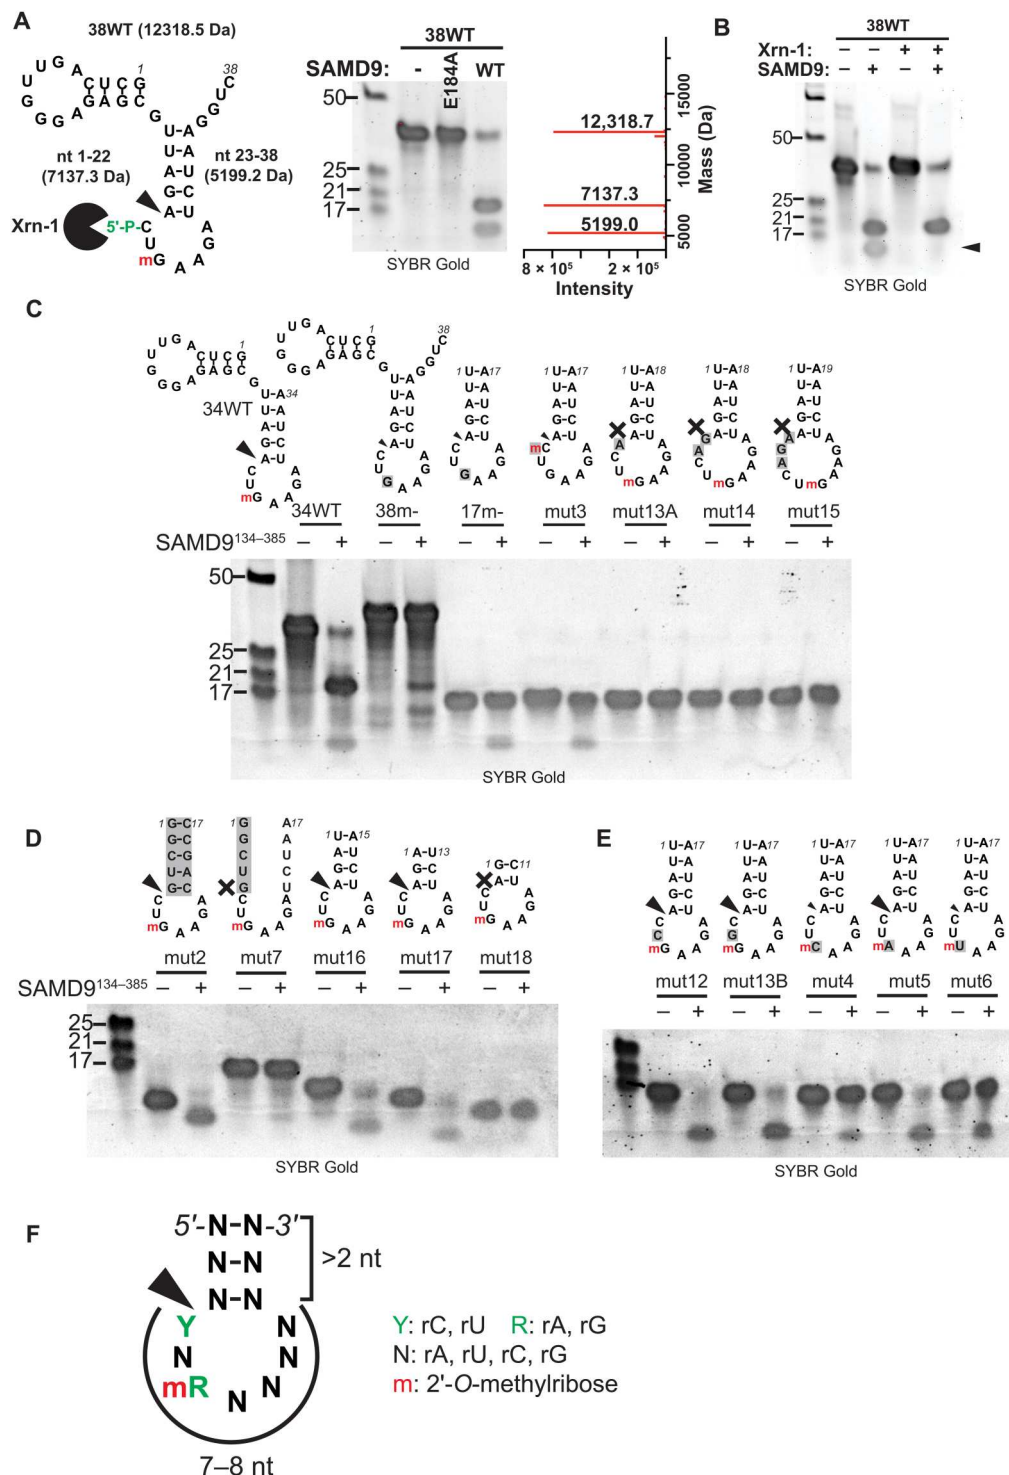 A
38WT (12318.5 Da)
nt 1-22
(7137.3 Da)
nt 23-38
(5199.2 Da)
Xrn-1
5'-P-C
38WT
SAMD9: - E184A WT
50
25
21
17
SYBR Gold
12,318.7
7137.3
5199.0
15000
10000
5000
Mass (Da)
8 × 10⁵ 2 × 10⁵
Intensity
B
38WT
Xrn-1: – – + +
SAMD9: – + – +
50
25
21
17
SYBR Gold
C
34WT
34WT 38m- 17m- mut3 mut13A mut14 mut15
SAMD9¹³⁴⁻³⁸⁵ – + – + – + – + – + – + – +
50
25
21
17
SYBR Gold
D
mut2 mut7 mut16 mut17 mut18
SAMD9¹³⁴⁻³⁸⁵ – + – + – + – + – +
25
21
17
SYBR Gold
E
mut12 mut13B mut4 mut5 mut6
– + – + – + – + – +
SYBR Gold
F
5'-N-N-3'
N-N
N-N
>2 nt
Y N
N N
mR N N
7–8 nt
Y: rC, rU R: rA, rG
N: rA, rU, rC, rG
m: 2'-O-methylribose